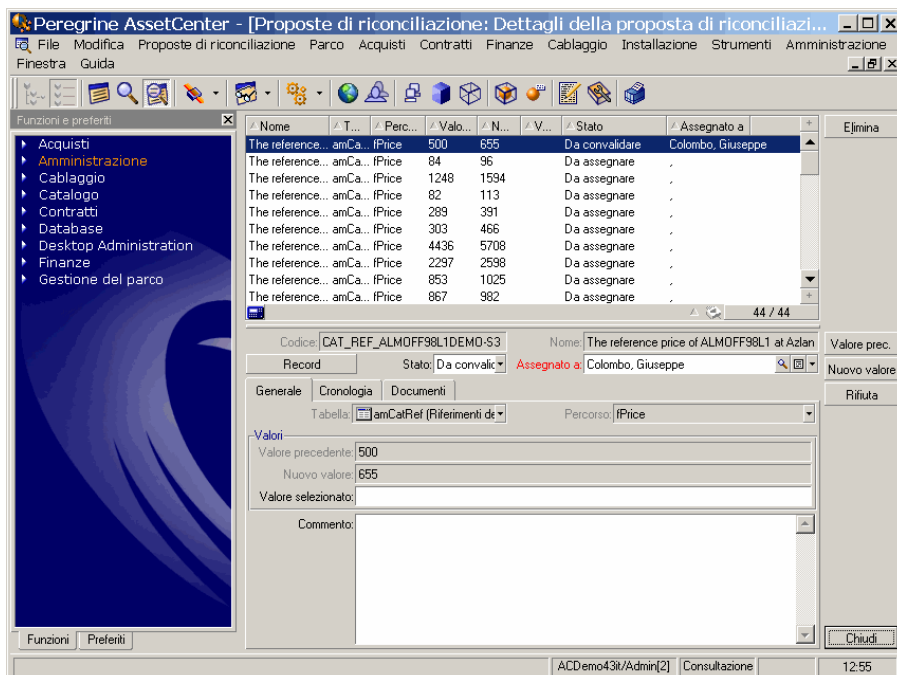 Peregrine AssetCenter - [Proposte di riconciliazione: Dettagli della proposta di riconciliazi...
File Modifica Proposte di riconciliazione Parco Acquisti Contratti Finanze Cablaggio Installazione Strumenti Amministrazione
Finestra Guida
Funzioni e preferiti
Acquisti
Amministrazione
Cablaggio
Catalogo
Contratti
Database
Desktop Administration
Finanze
Gestione del parco
Funzioni Preferiti
Nome T... Perc... Valo... N... V... Stato Assegnato a
The reference... amCa... fPrice 500 655 Da convalidare Colombo, Giuseppe
The reference... amCa... fPrice 84 96 Da assegnare ,
The reference... amCa... fPrice 1248 1594 Da assegnare ,
The reference... amCa... fPrice 82 113 Da assegnare ,
The reference... amCa... fPrice 289 391 Da assegnare ,
The reference... amCa... fPrice 303 466 Da assegnare ,
The reference... amCa... fPrice 4436 5708 Da assegnare ,
The reference... amCa... fPrice 2297 2598 Da assegnare ,
The reference... amCa... fPrice 853 1025 Da assegnare ,
The reference... amCa... fPrice 867 982 Da assegnare ,
44 / 44
Codice: CAT_REF_ALMOFF98L1DEMO-S3 Nome: The reference price of ALMOFF98L1 at Azlan
Record Stato: Da convalic Assegnato a: Colombo, Giuseppe
Generale Cronologia Documenti
Tabella: amCatRef (Riferimenti de Percorso: fPrice
Valori
Valore precedente: 500
Nuovo valore: 655
Valore selezionato:
Commento:
Elimina
Valore prec.
Nuovo valore
Rifiuta
Chiudi
ACDemo43it/Admin[2] Consultazione 12:55